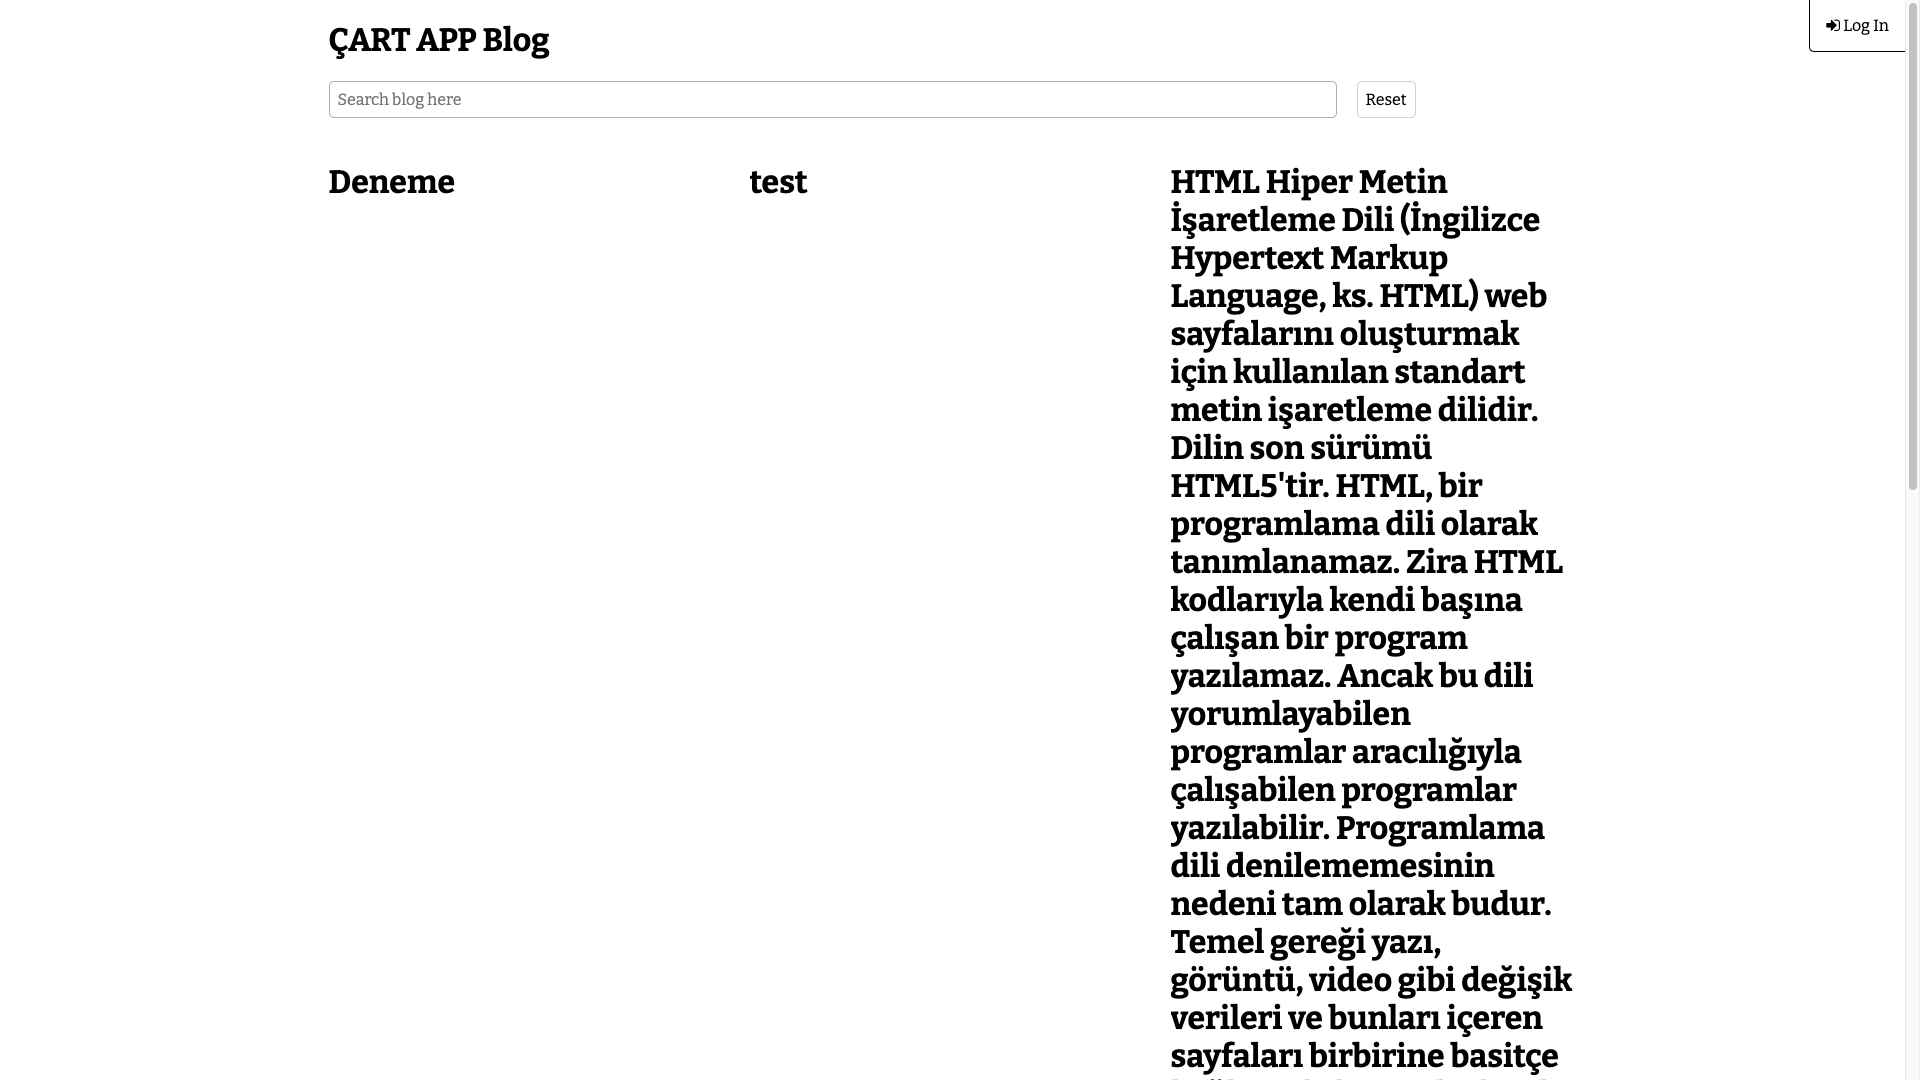 ÇART APP Blog
Log In
Search blog here
Reset
Deneme
test
HTML Hiper Metin
İşaretleme Dili (İngilizce
Hypertext Markup
Language, ks. HTML) web
sayfalarını oluşturmak
için kullanılan standart
metin işaretleme dilidir.
Dilin son sürümü
HTML5'tir. HTML, bir
programlama dili olarak
tanımlanamaz. Zira HTML
kodlarıyla kendi başına
çalışan bir program
yazılamaz. Ancak bu dili
yorumlayabilen
programlar aracılığıyla
çalışabilen programlar
yazılabilir. Programlama
dili denilememesinin
nedeni tam olarak budur.
Temel gereği yazı,
görüntü, video gibi değişik
verileri ve bunları içeren
sayfaları birbirine basitçe